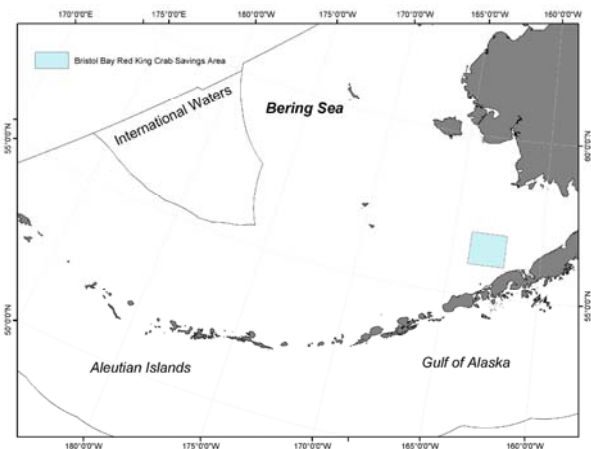 170°0'0"E 175°0'0"E 180°0'0" 175°0'0"W 170°0'0"W 165°0'0"W 160°0'0"W
Bristol Bay Red King Crab Savings Area
International Waters
Bering Sea
55°0'0"N
60°0'0"N
50°0'0"N
55°0'0"N
Aleutian Islands
Gulf of Alaska
180°0'0" 175°0'0"W 170°0'0"W 165°0'0"W 160°0'0"W